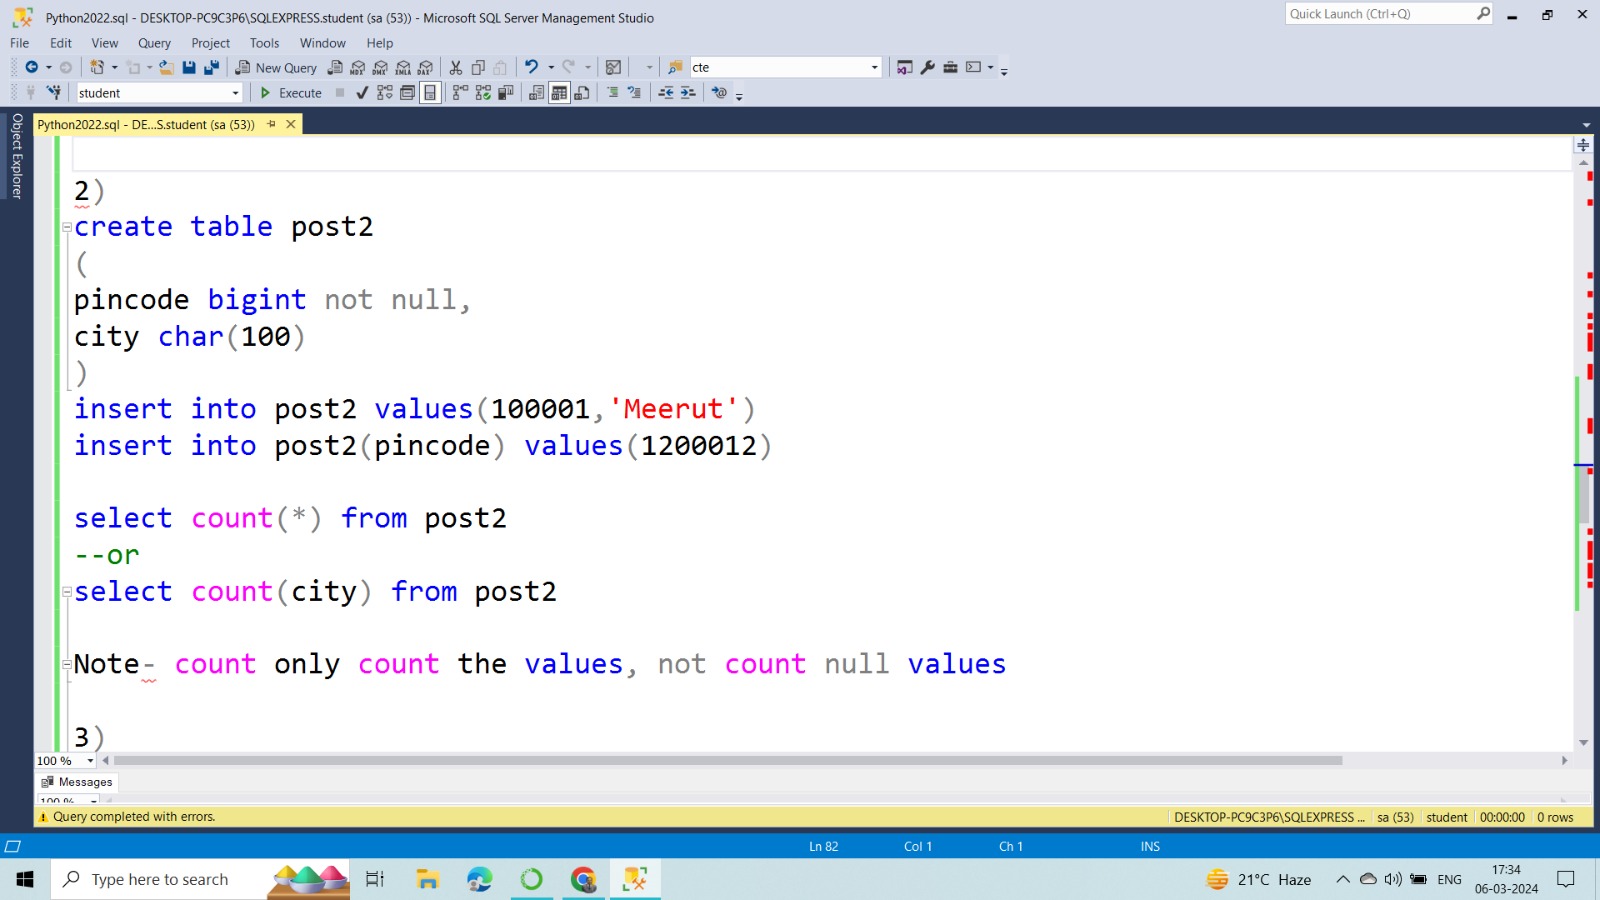 Python2022.sql - DESKTOP-PC9C3P6\SQLEXPRESS.student (sa (53)) - Microsoft SQL Server Management Studio
Quick Launch (Ctrl+Q)
File Edit View Query Project Tools Window Help
New Query
MDX DMX XMLA DAX
cte
student
Execute
Object Explorer
Python2022.sql - DE...S.student (sa (53))
2)
create table post2
(
pincode bigint not null,
city char(100)
)
insert into post2 values(100001,'Meerut')
insert into post2(pincode) values(1200012)
select count(*) from post2
--or
select count(city) from post2
Note- count only count the values, not count null values
3)
100 %
Messages
100 %
Query completed with errors.
DESKTOP-PC9C3P6\SQLEXPRESS ... sa (53) student 00:00:00 0 rows
Ln 82 Col 1 Ch 1 INS
Type here to search
21°C Haze
ENG
17:34
06-03-2024